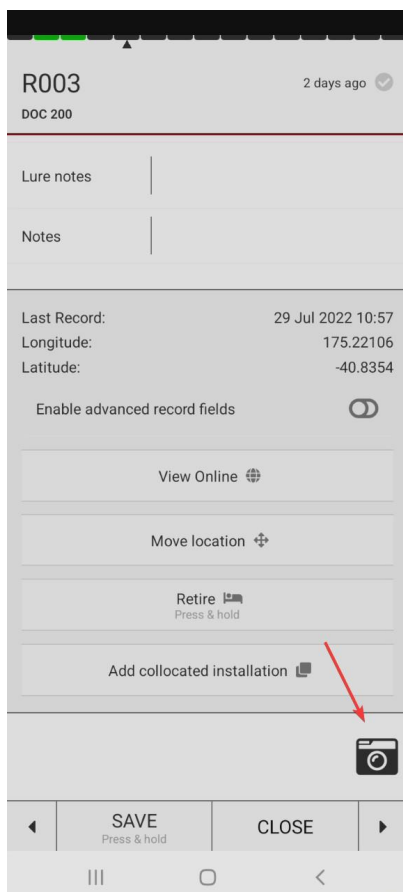 R003
2 days ago
DOC 200
Lure notes
Notes
Last Record: 29 Jul 2022 10:57
Longitude: 175.22106
Latitude: -40.8354
Enable advanced record fields
View Online
Move location
Retire
Press & hold
Add collocated installation
SAVE
Press & hold
CLOSE